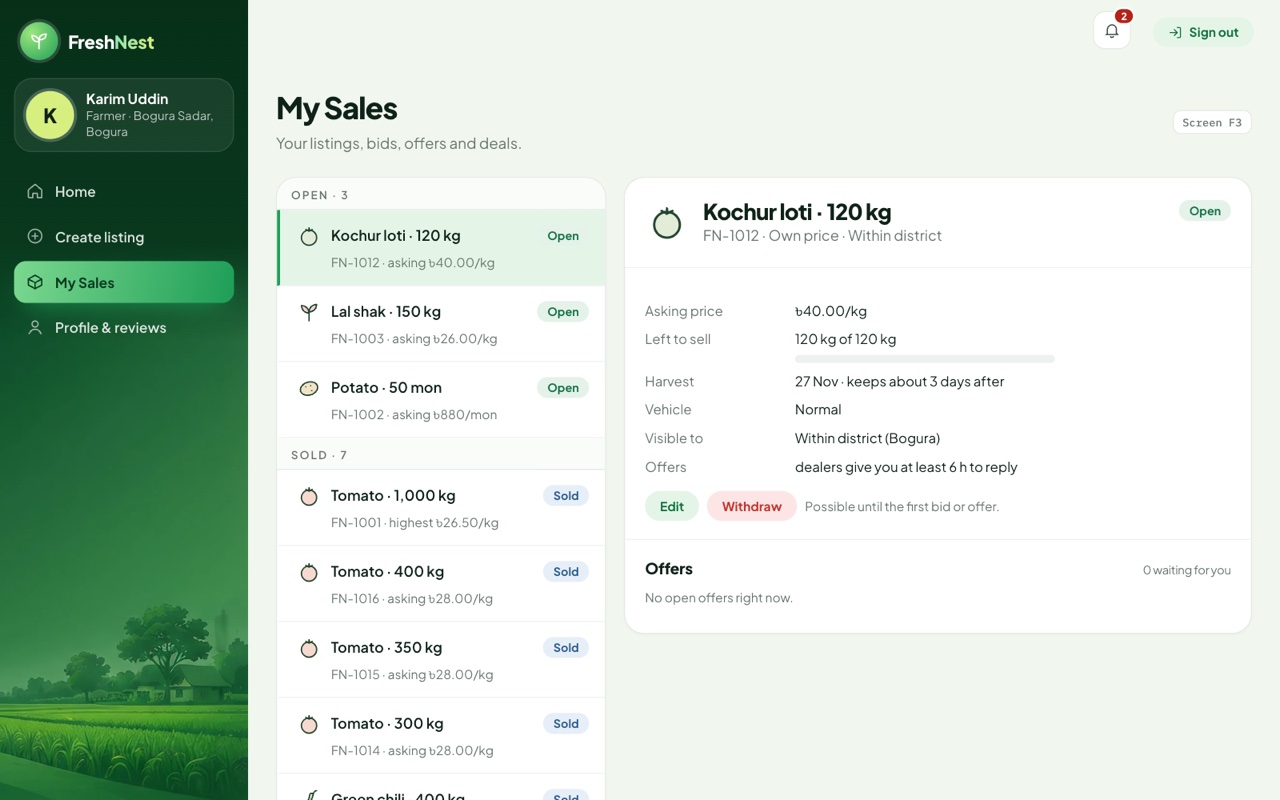 FreshNest
K
Karim Uddin
Farmer · Bogura Sadar,
Bogura
Home
Create listing
My Sales
Profile & reviews
2
Sign out
My Sales
Your listings, bids, offers and deals.
Screen F3
OPEN · 3
Kochur loti · 120 kg
Open
FN-1012 · asking ৳40.00/kg
Lal shak · 150 kg
Open
FN-1003 · asking ৳26.00/kg
Potato · 50 mon
Open
FN-1002 · asking ৳880/mon
SOLD · 7
Tomato · 1,000 kg
Sold
FN-1001 · highest ৳26.50/kg
Tomato · 400 kg
Sold
FN-1016 · asking ৳28.00/kg
Tomato · 350 kg
Sold
FN-1015 · asking ৳28.00/kg
Tomato · 300 kg
Sold
FN-1014 · asking ৳28.00/kg
Green chili · 400 kg
Sold
Kochur loti · 120 kg
Open
FN-1012 · Own price · Within district
Asking price ৳40.00/kg
Left to sell 120 kg of 120 kg
Harvest 27 Nov · keeps about 3 days after
Vehicle Normal
Visible to Within district (Bogura)
Offers dealers give you at least 6 h to reply
Edit Withdraw Possible until the first bid or offer.
Offers 0 waiting for you
No open offers right now.